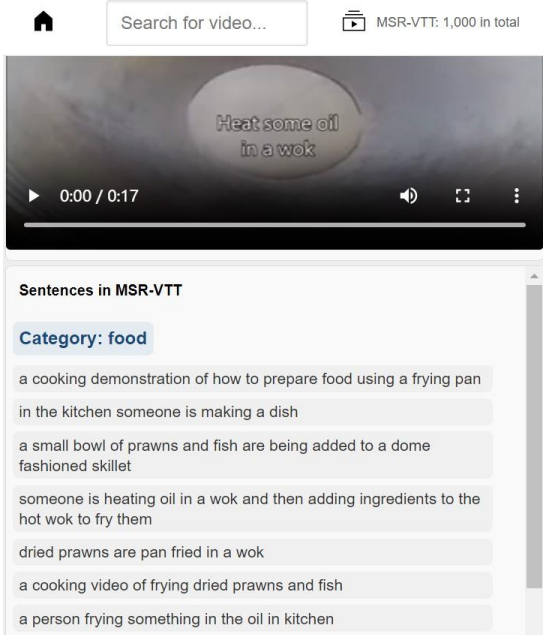 Search for video...
MSR-VTT: 1,000 in total
Heat some oil
in a wok
0:00 / 0:17
Sentences in MSR-VTT
Category: food
a cooking demonstration of how to prepare food using a frying pan
in the kitchen someone is making a dish
a small bowl of prawns and fish are being added to a dome
fashioned skillet
someone is heating oil in a wok and then adding ingredients to the
hot wok to fry them
dried prawns are pan fried in a wok
a cooking video of frying dried prawns and fish
a person frying something in the oil in kitchen